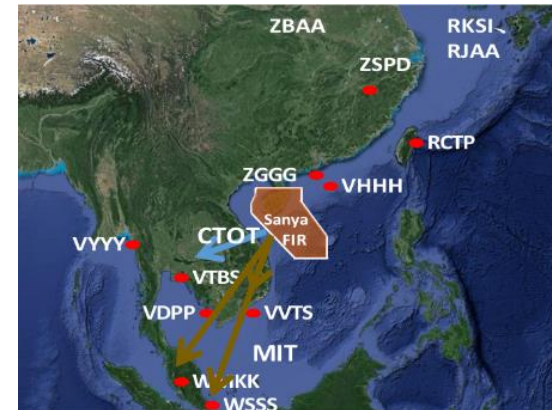 ZBAA
RKSI
RJAA
ZSPD
RCTP
ZGGG
VHHH
Sanya
FIR
VYYY
CTOT
VTBS
VDPP
VVTS
MIT
WSSS